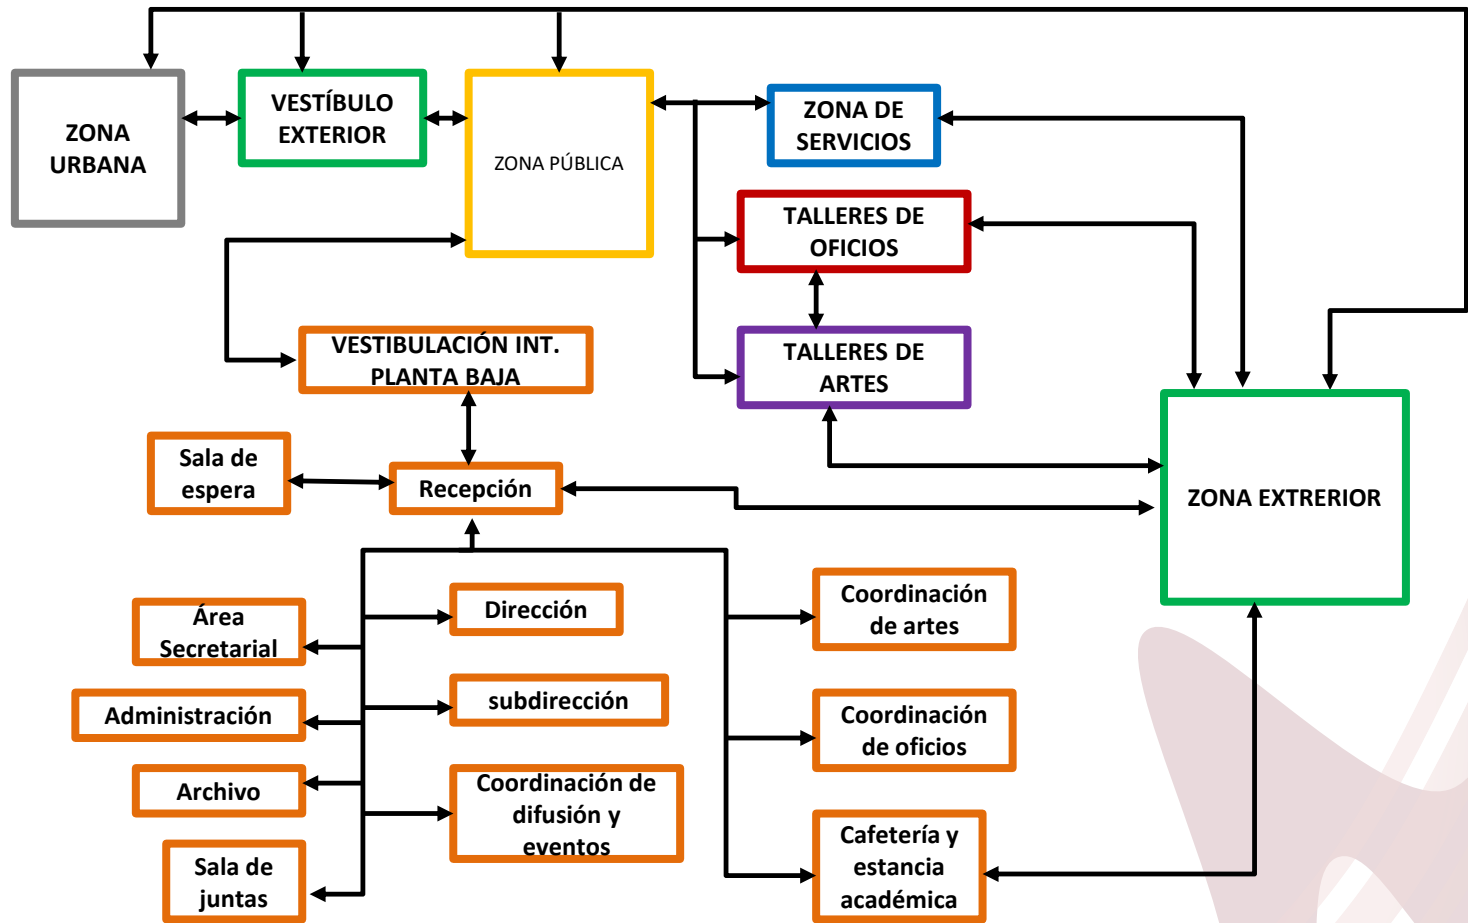 ZONA
URBANA
VESTÍBULO
EXTERIOR
ZONA PÚBLICA
ZONA DE
SERVICIOS
TALLERES DE
OFICIOS
VESTIBULACIÓN INT.
PLANTA BAJA
TALLERES DE
ARTES
Sala de
espera
Recepción
ZONA EXTRERIOR
Área
Secretarial
Dirección
Coordinación
de artes
Administración
subdirección
Coordinación
de oficios
Archivo
Coordinación de
difusión y
eventos
Sala de
juntas
Cafetería y
estancia
académica